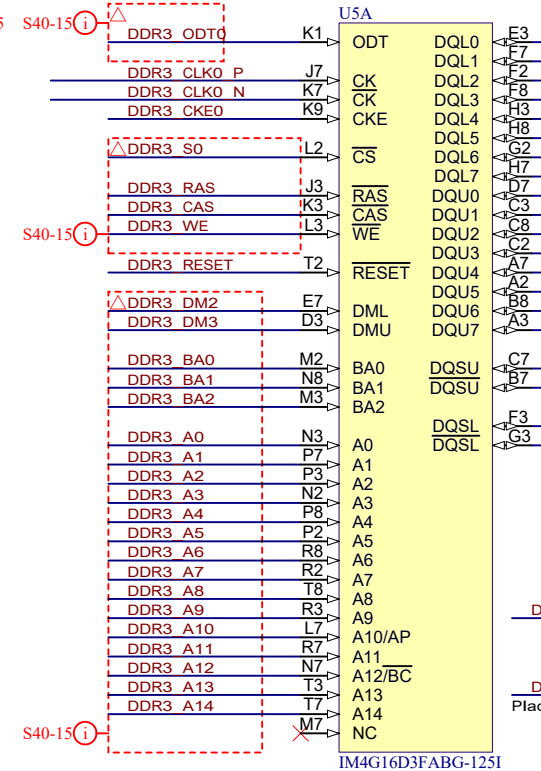 U5A
5 S40-15 i
DDR3_ODT0 K1 ODT DQL0 E3
DQL1 F7
DDR3_CLK0_P J7 CK DQL2 F2
DDR3_CLK0_N K7 CK DQL3 F8
DDR3_CKE0 K9 CKE DQL4 H3
DQL5 H8
DDR3_S0 L2 CS DQL6 G2
DQL7 H7
DDR3_RAS J3 RAS DQU0 D7
DDR3_CAS K3 CAS DQU1 C3
S40-15 i DDR3_WE L3 WE DQU2 C8
DQU3 C2
DDR3_RESET T2 RESET DQU4 A7
DQU5 A2
DDR3_DM2 E7 DML DQU6 B8
DDR3_DM3 D3 DMU DQU7 A3
DDR3_BA0 M2 BA0 DQSU C7
DDR3_BA1 N8 BA1 DQSU B7
DDR3_BA2 M3 BA2
DQSL F3
DDR3_A0 N3 A0 DQSL G3
DDR3_A1 P7 A1
DDR3_A2 P3 A2
DDR3_A3 N2 A3
DDR3_A4 P8 A4
DDR3_A5 P2 A5
DDR3_A6 R8 A6
DDR3_A7 R2 A7
DDR3_A8 T8 A8
DDR3_A9 R3 A9 D
DDR3_A10 L7 A10/AP
DDR3_A11 R7 A11
DDR3_A12 N7 A12/BC
DDR3_A13 T3 A13 D
DDR3_A14 T7 A14 Plac
S40-15 i M7 NC
IM4G16D3FABG-125I